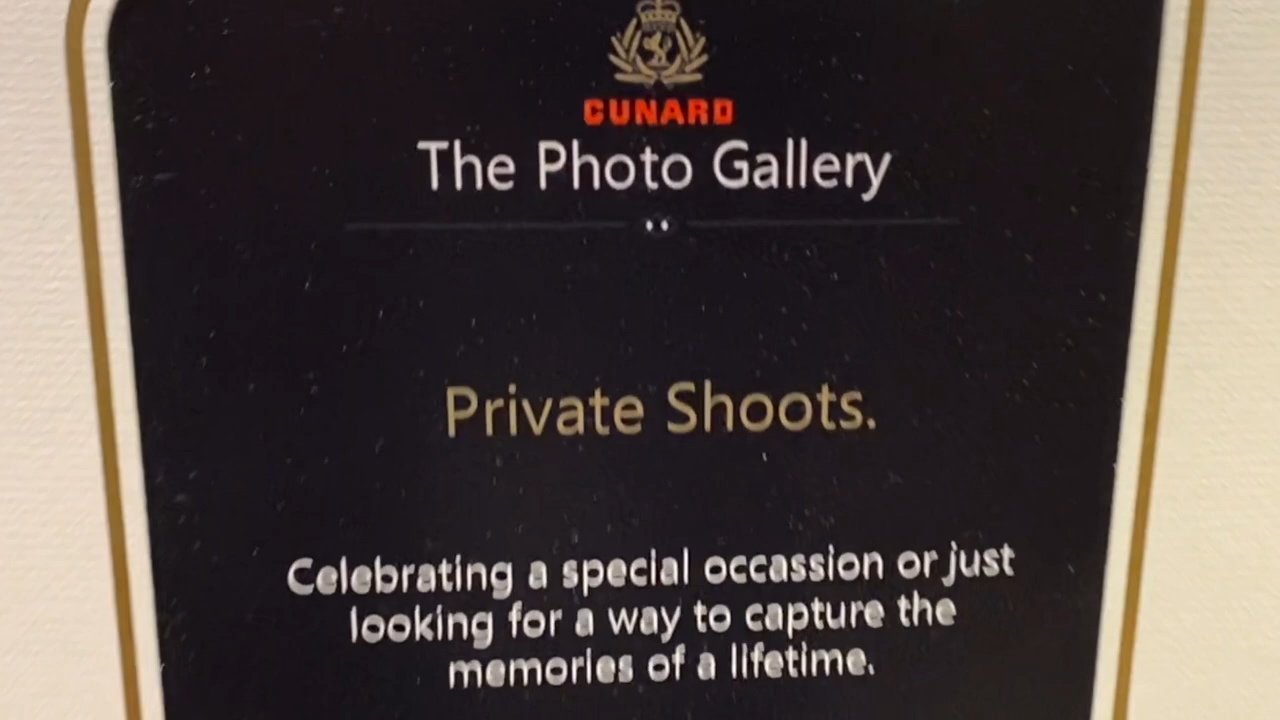 CUNARD
The Photo Gallery
Private Shoots.
Celebrating a special occassion or just
looking for a way to capture the
memories of a lifetime.